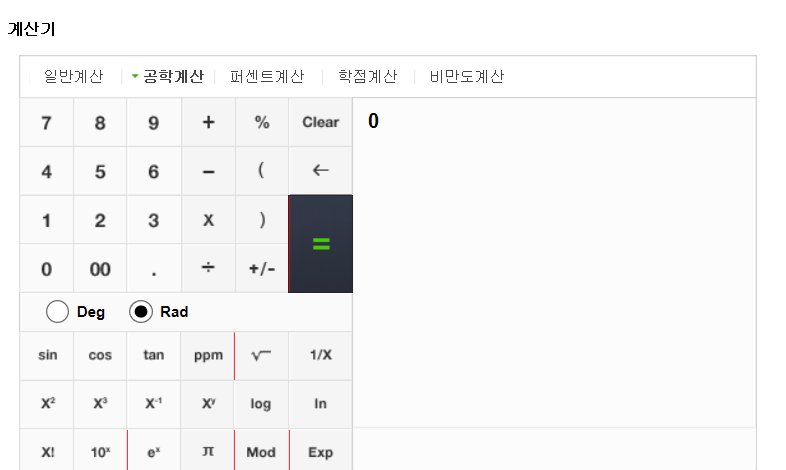 계산기
일반계산 공학계산 퍼센트계산 학점계산 비만도계산
7 8 9 + % Clear 0
4 5 6 − ( ←
1 2 3 X ) =
0 00 . ÷ +/-
Deg Rad
sin cos tan ppm √ 1/X
X² X³ X⁻¹ Xʸ log ln
X! 10ˣ eˣ π Mod Exp